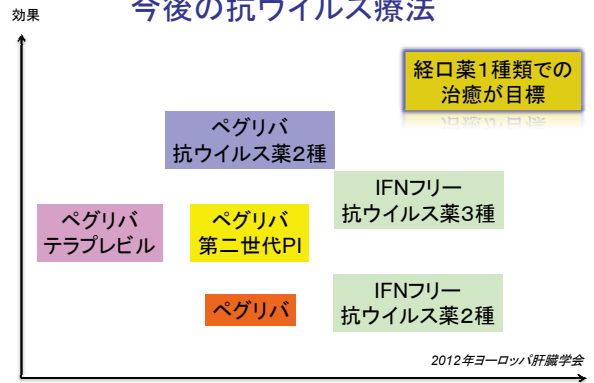 今後の抗ウイルス療法
効果
経口薬1種類での
治癒が目標
ペグリバ
抗ウイルス薬2種
IFNフリー
抗ウイルス薬3種
ペグリバ
テラプレビル
ペグリバ
第二世代PI
ペグリバ
IFNフリー
抗ウイルス薬2種
2012年ヨーロッパ肝臓学会